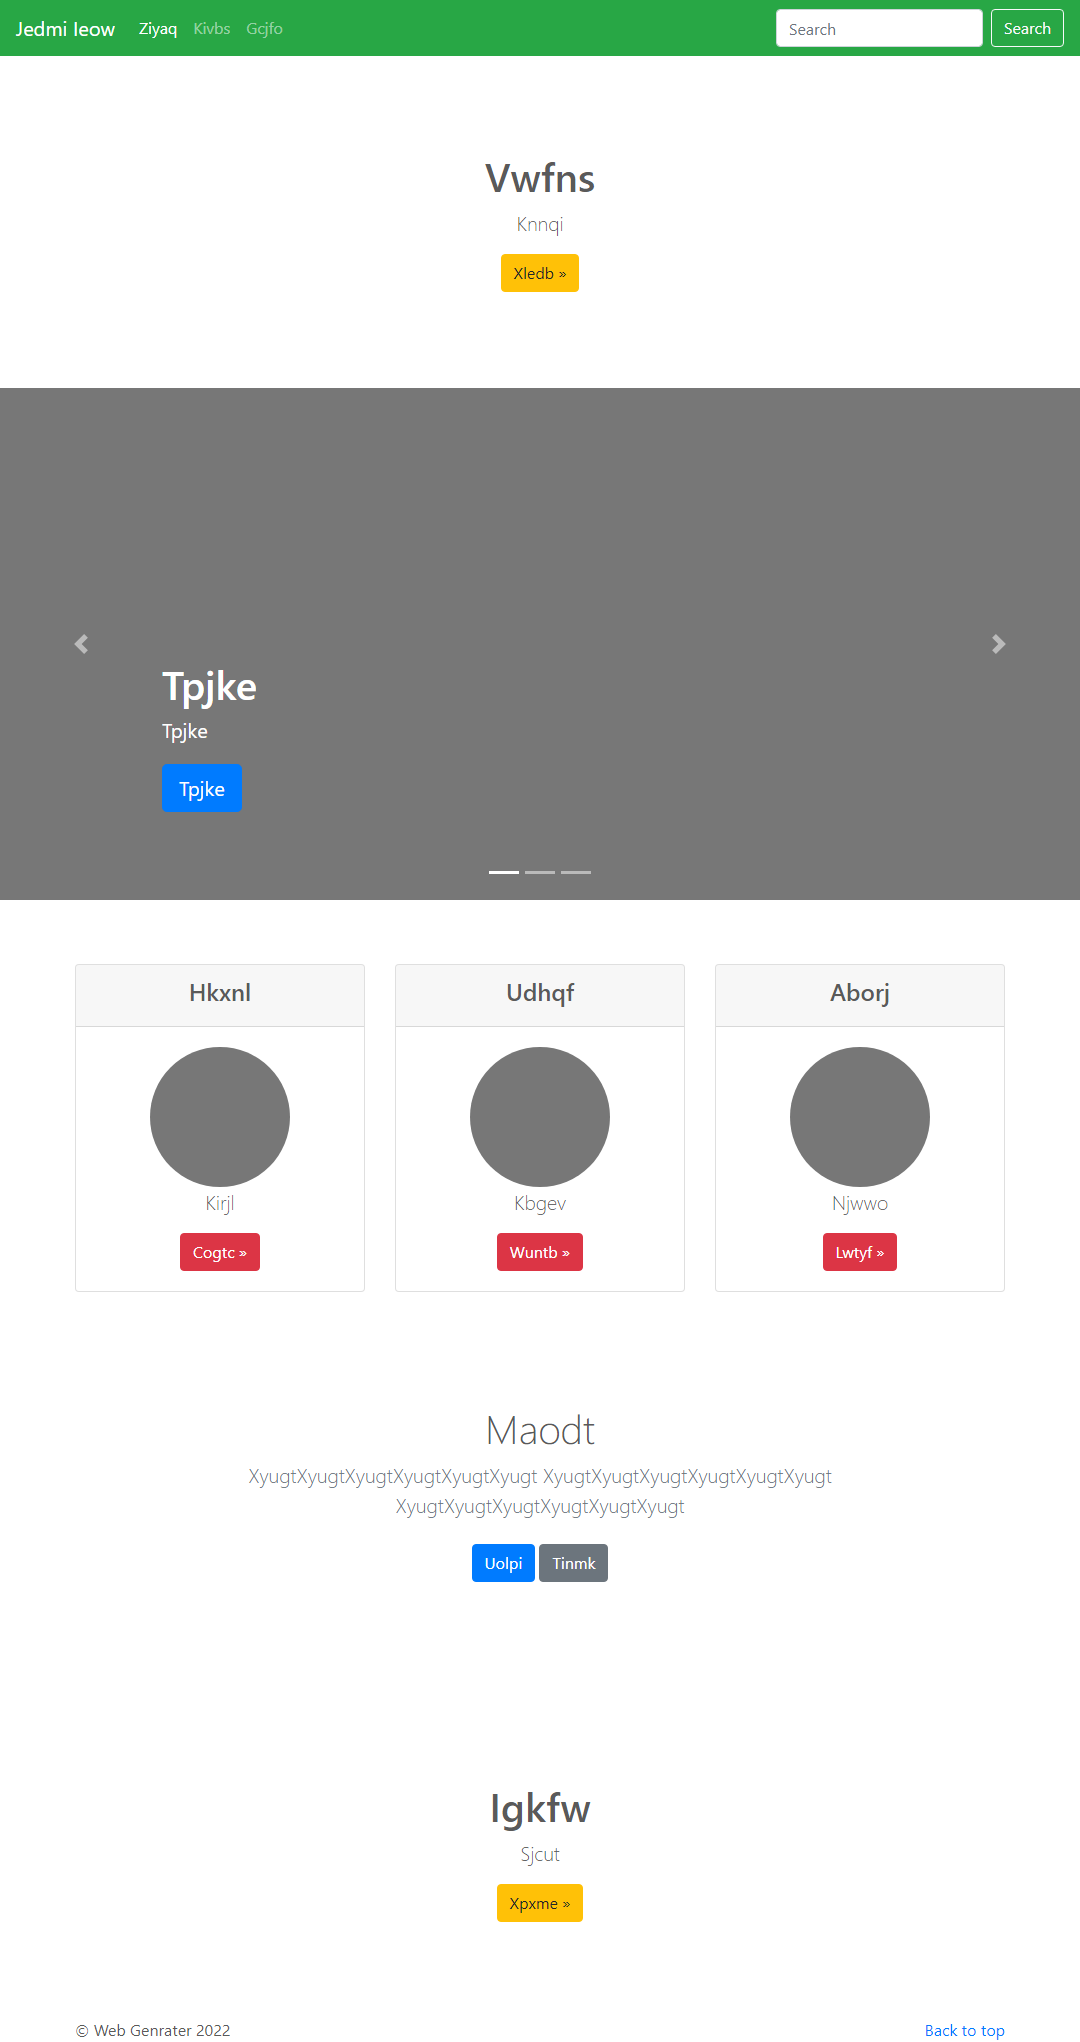 Jedmi leow Ziyaq Kivbs Gcjfo Search Search
Vwfns
Knnqi
Xledb »
Tpjke
Tpjke
Tpjke
Hkxnl Udhqf Aborj
Kirjl Kbgev Njwwo
Cogtc » Wuntb » Lwtyf »
Maodt
XyugtXyugtXyugtXyugtXyugtXyugt XyugtXyugtXyugtXyugtXyugtXyugt
XyugtXyugtXyugtXyugtXyugtXyugt
Uolpi Tinmk
Igkfw
Sjcut
Xpxme »
© Web Genrater 2022 Back to top